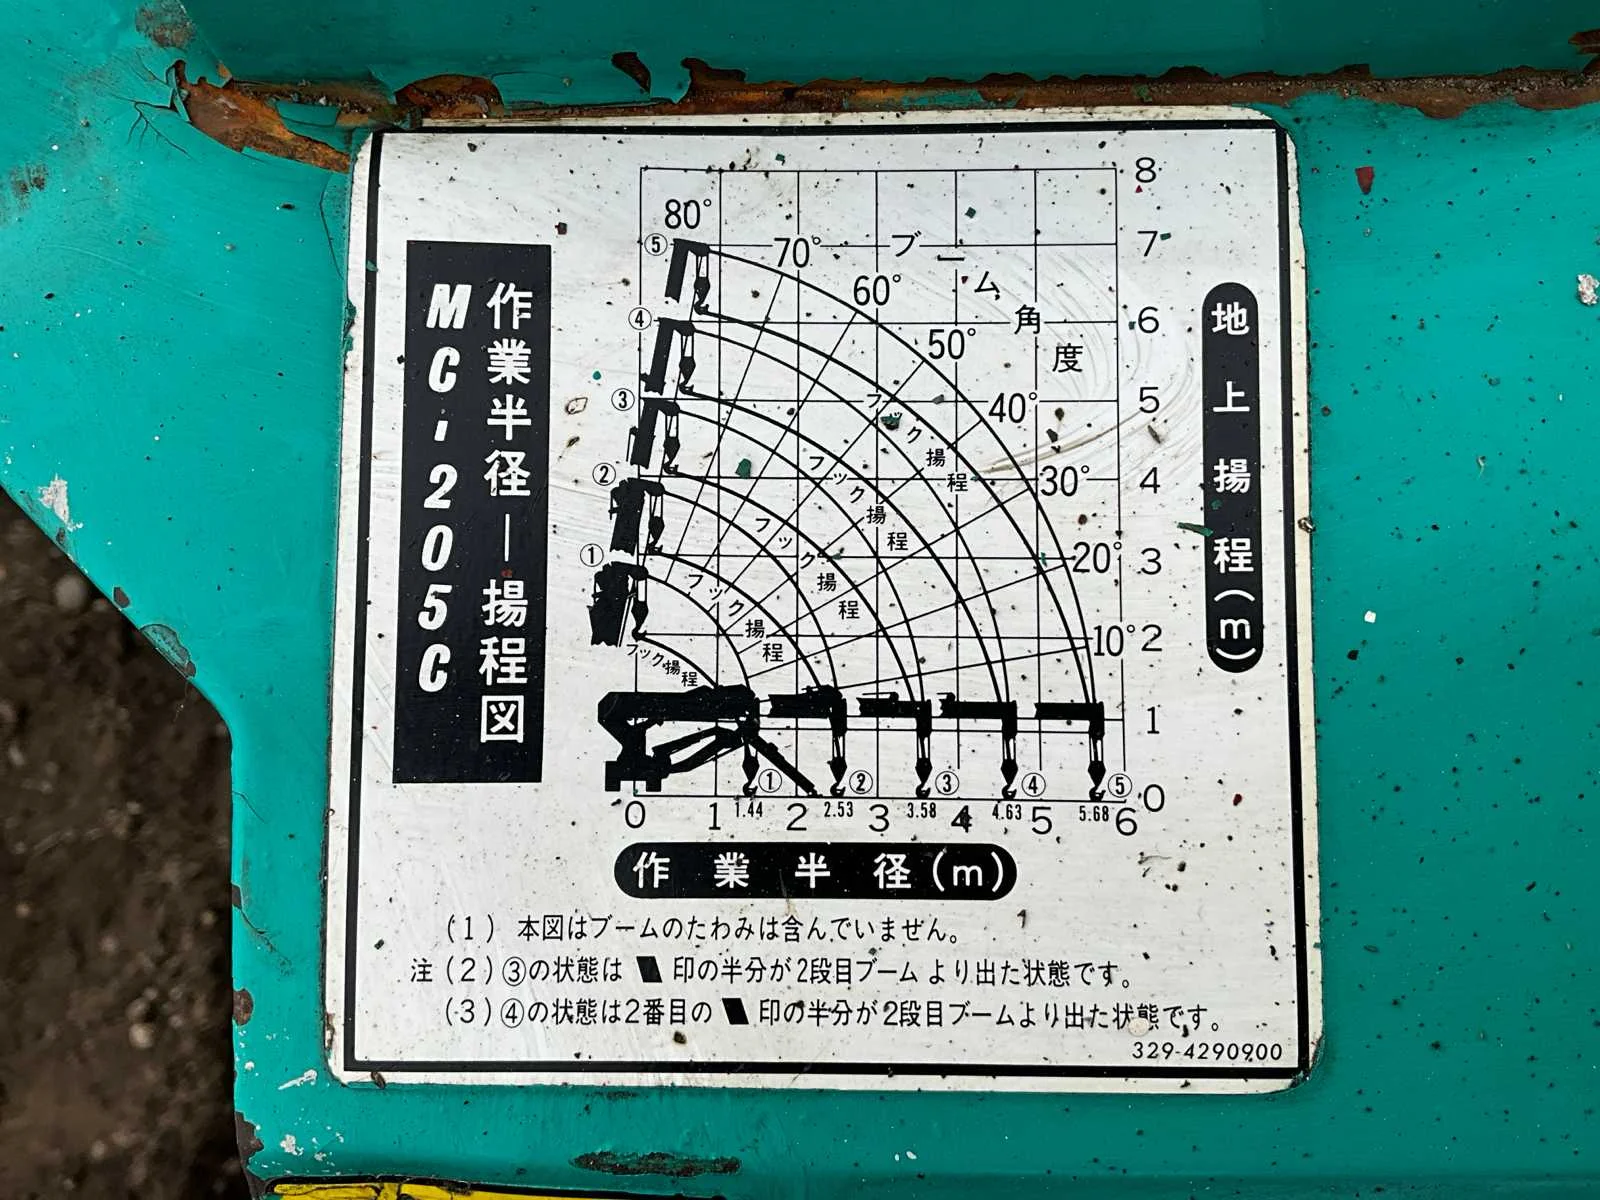 MC-205C
作業半径―揚程図
80°
70°
60°
50°
40°
30°
20°
10°
ブーム角度
⑤
④
③
②
①
フック揚程
フック揚程
フック揚程
フック揚程
フック揚程
8
7
6
5
4
3
2
1
0
地上揚程(m)
① ② ③ ④ ⑤
0 1 1.44 2 2.53 3 3.58 4 4.63 5 5.68 6
作業半径(m)
(1) 本図はブームのたわみは含んでいません。
注(2)③の状態は 印の半分が2段目ブームより出た状態です。
(3)④の状態は2番目の 印の半分が2段目ブームより出た状態です。
329-4290900